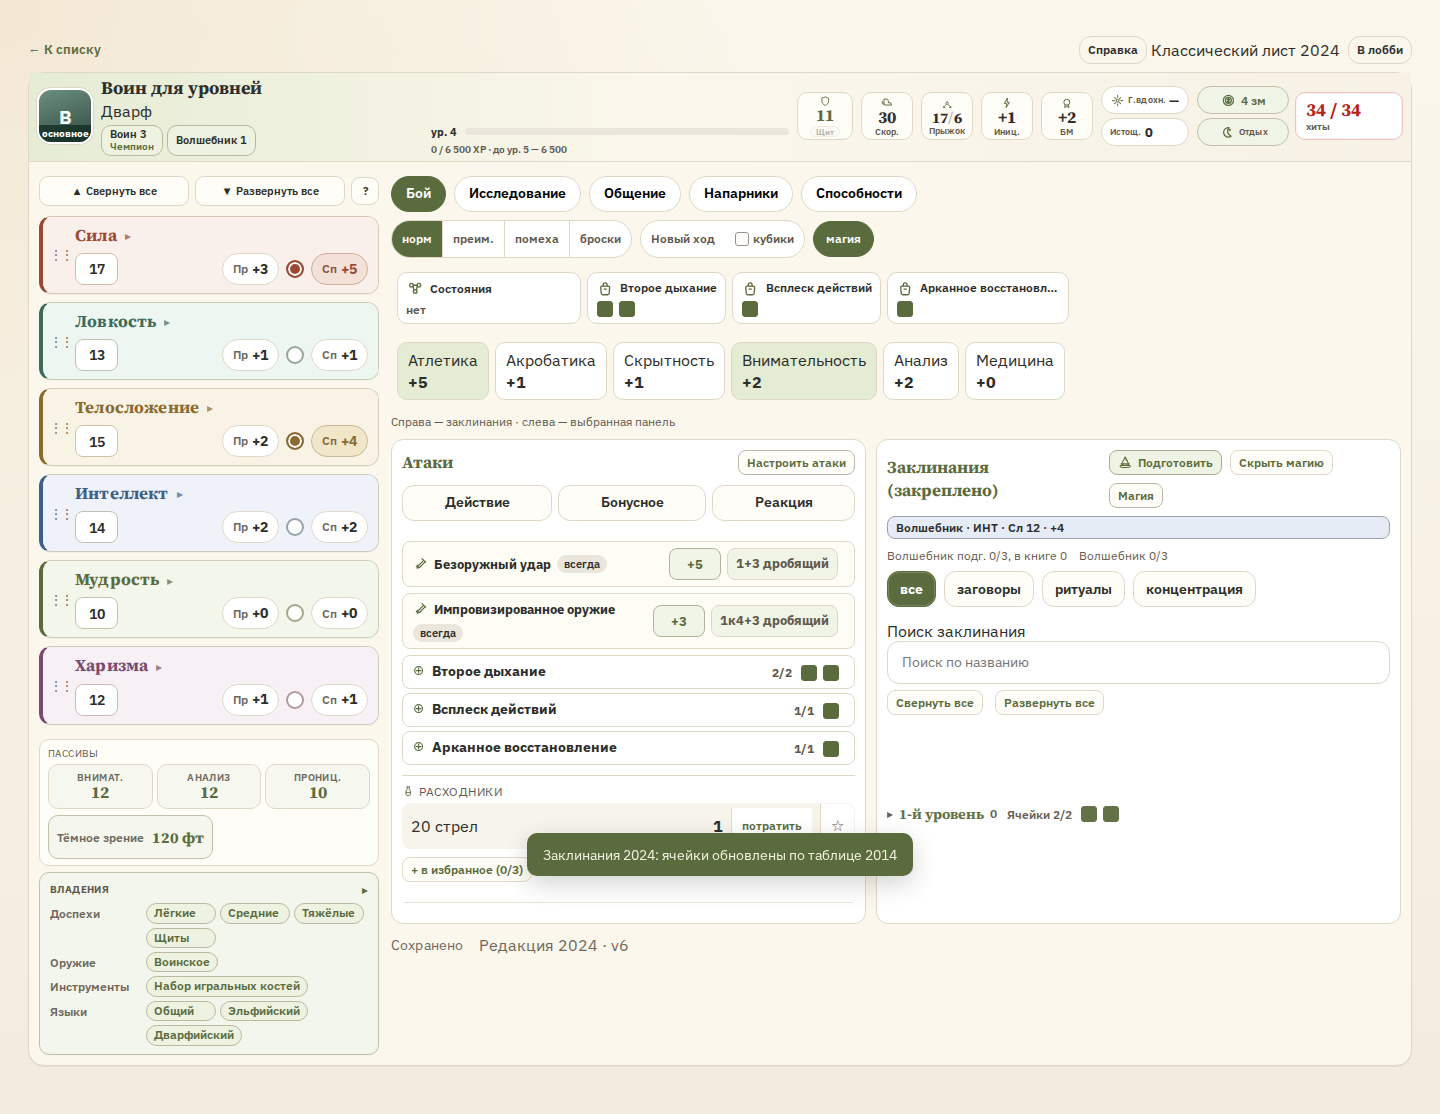 ← К списку
Справка Классический лист 2024 В лобби
В
основное
Воин для уровней
Дварф
Воин 3
Чемпион
Волшебник 1
ур. 4
0 / 6 500 XP · до ур. 5 — 6 500
11
Щит
30
Скор.
17/6
Прыжок
+1
Иниц.
+2
БМ
Г.вдохн. —
Истощ. 0
4 зм
Отдых
34 / 34
хиты
▲ Свернуть все
▼ Развернуть все
?
Сила ▸
17 Пр +3 Сп +5
Ловкость ▸
13 Пр +1 Сп +1
Телосложение ▸
15 Пр +2 Сп +4
Интеллект ▸
14 Пр +2 Сп +2
Мудрость ▸
10 Пр +0 Сп +0
Харизма ▸
12 Пр +1 Сп +1
ПАССИВЫ
ВНИМАТ.
12
АНАЛИЗ
12
ПРОНИЦ.
10
Тёмное зрение 120 фт
ВЛАДЕНИЯ ▸
Доспехи Лёгкие Средние Тяжёлые
Щиты
Оружие Воинское
Инструменты Набор игральных костей
Языки Общий Эльфийский
Дварфийский
Бой Исследование Общение Напарники Способности
норм преим. помеха броски Новый ход кубики магия
Состояния
нет
Второе дыхание
Всплеск действий
Арканное восстановл...
Атлетика
+5
Акробатика
+1
Скрытность
+1
Внимательность
+2
Анализ
+2
Медицина
+0
Справа — заклинания · слева — выбранная панель
Атаки Настроить атаки
Действие Бонусное Реакция
Безоружный удар всегда +5 1+3 дробящий
Импровизированное оружие
всегда
+3 1к4+3 дробящий
Второе дыхание 2/2
Всплеск действий 1/1
Арканное восстановление 1/1
РАСХОДНИКИ
20 стрел 1 потратить ☆
+ в избранное (0/3)
Заклинания
(закреплено)
Подготовить Скрыть магию
Магия
Волшебник · ИНТ · Сл 12 · +4
Волшебник подг. 0/3, в книге 0 Волшебник 0/3
все заговоры ритуалы концентрация
Поиск заклинания
Поиск по названию
Свернуть все Развернуть все
▸ 1-й уровень 0 Ячейки 2/2
Заклинания 2024: ячейки обновлены по таблице 2014
Сохранено Редакция 2024 · v6